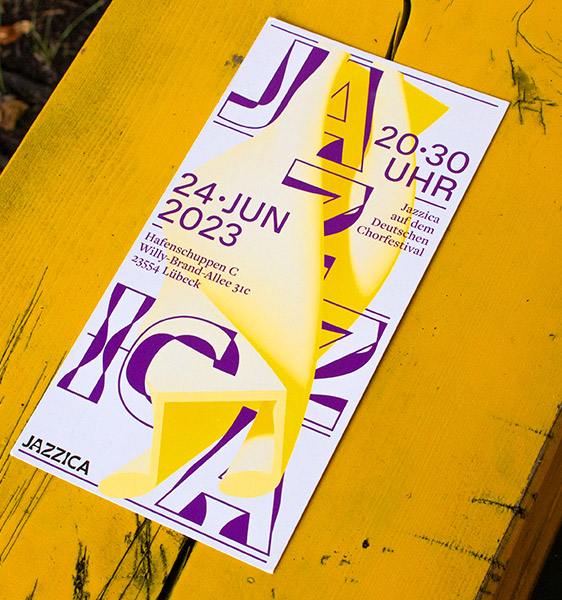 JAZZICA
20·30
UHR
Jazzica
auf dem
Deutschen
Chorfestival
24·JUN
2023
Hafenschuppen C
Willy-Brand-Allee 31c
23554 Lübeck
JAZZICA